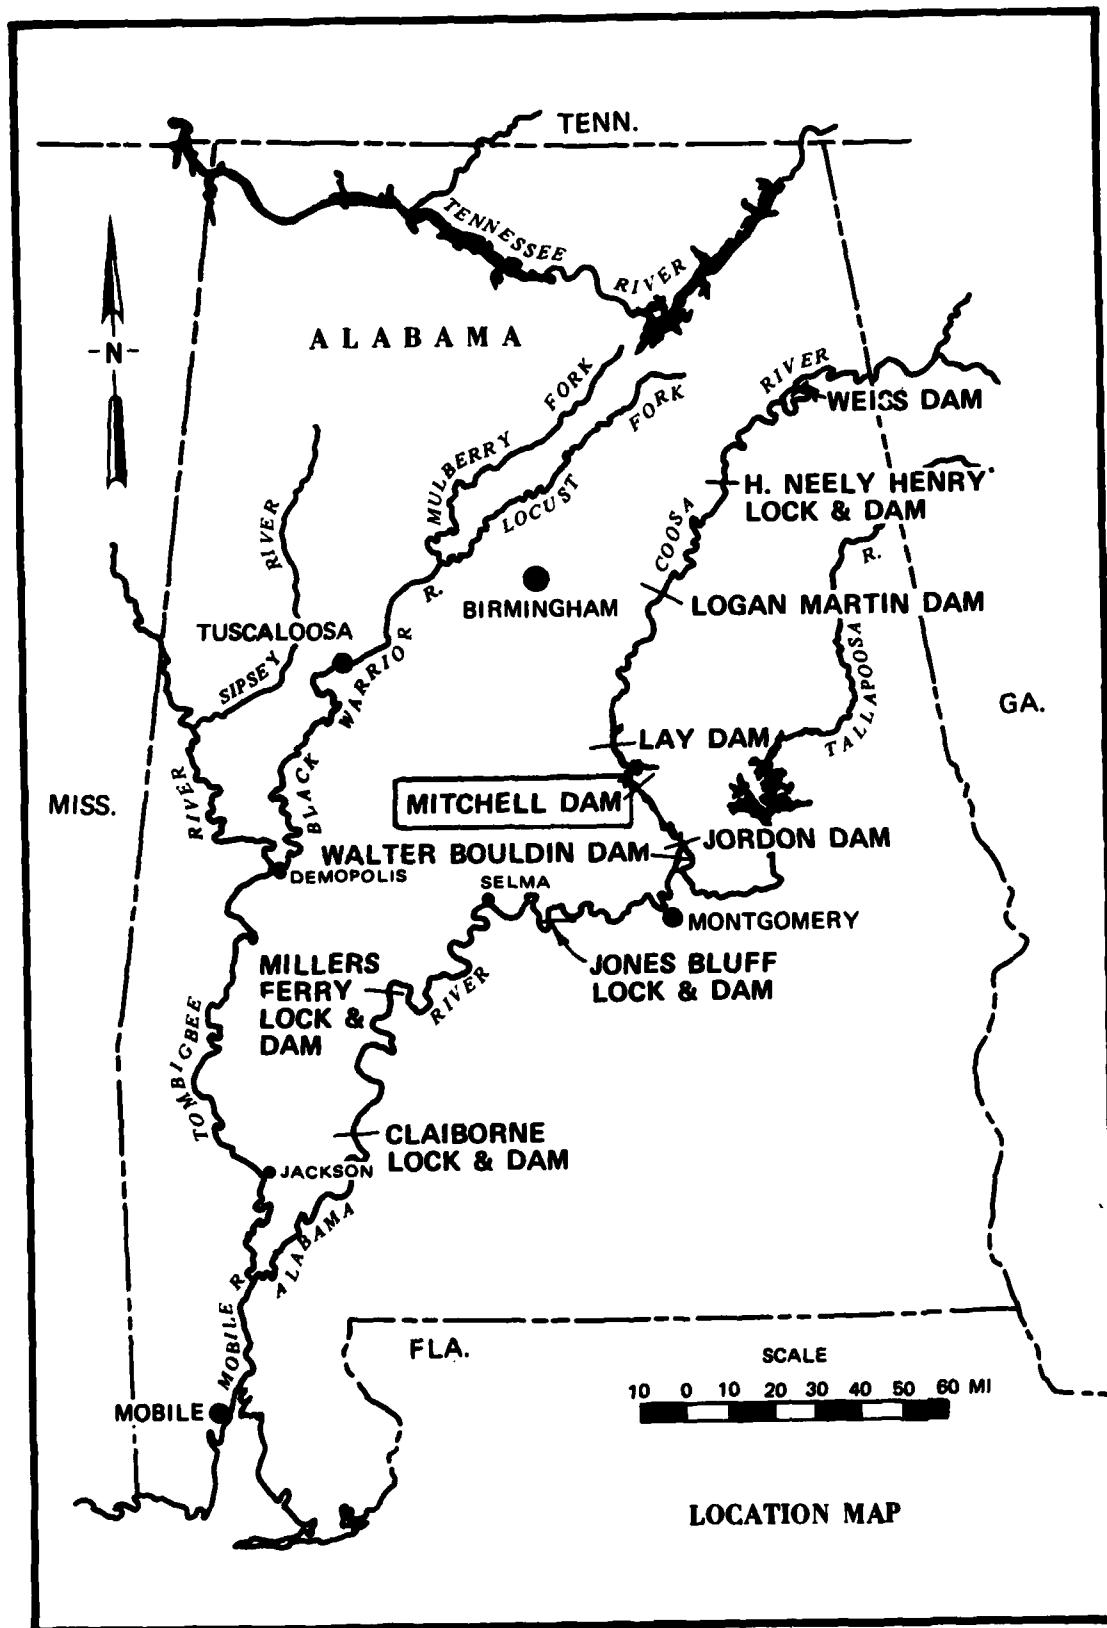 TENN.
TENNESSEE
RIVER
ALABAMA
-N-
RIVER
WEISS DAM
MULBERRY
FORK
LOCUST
FORK
H. NEELY HENRY
LOCK & DAM
COOSA
RIVER
R.
R.
BIRMINGHAM
LOGAN MARTIN DAM
TUSCALOOSA
SIPSEY
WARRIOR
TALLAPOOSA
GA.
LAY DAM
MISS.
RIVER
BLACK
MITCHELL DAM
JORDON DAM
WALTER BOULDIN DAM
DEMOPOLIS
SELMA
MONTGOMERY
MILLERS
FERRY
LOCK &
DAM
RIVER
JONES BLUFF
LOCK & DAM
TOMBIGBEE
CLAIBORNE
LOCK & DAM
JACKSON
ALABAMA
MOBILE R
FLA.
SCALE
10 0 10 20 30 40 50 60 MI
MOBILE
LOCATION MAP